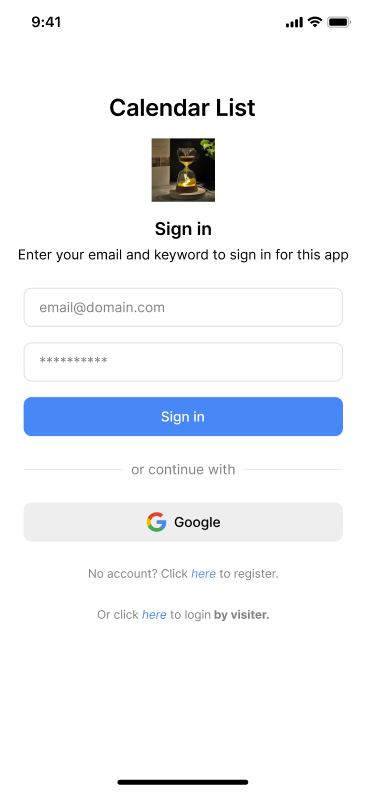 9:41
Calendar List
Sign in
Enter your email and keyword to sign in for this app
email@domain.com
**********
Sign in
or continue with
Google
No account? Click here to register.
Or click here to login by visiter.